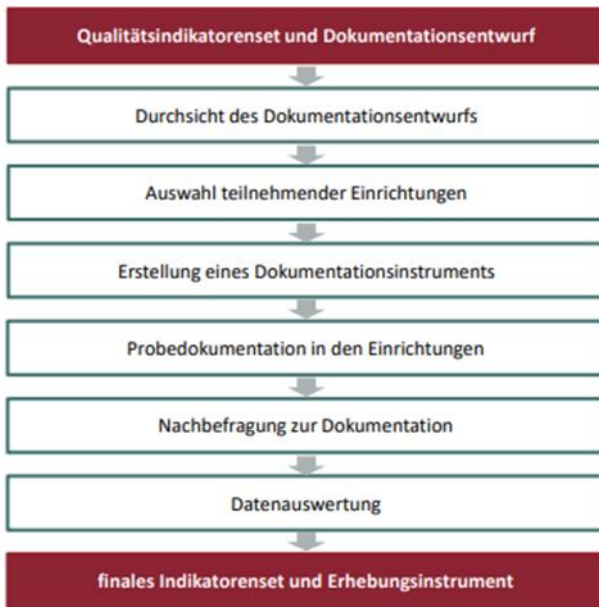 Qualitätsindikatorenset und Dokumentationsentwurf
Durchsicht des Dokumentationsentwurfs
Auswahl teilnehmender Einrichtungen
Erstellung eines Dokumentationsinstruments
Probedokumentation in den Einrichtungen
Nachbefragung zur Dokumentation
Datenauswertung
finales Indikatorenset und Erhebungsinstrument